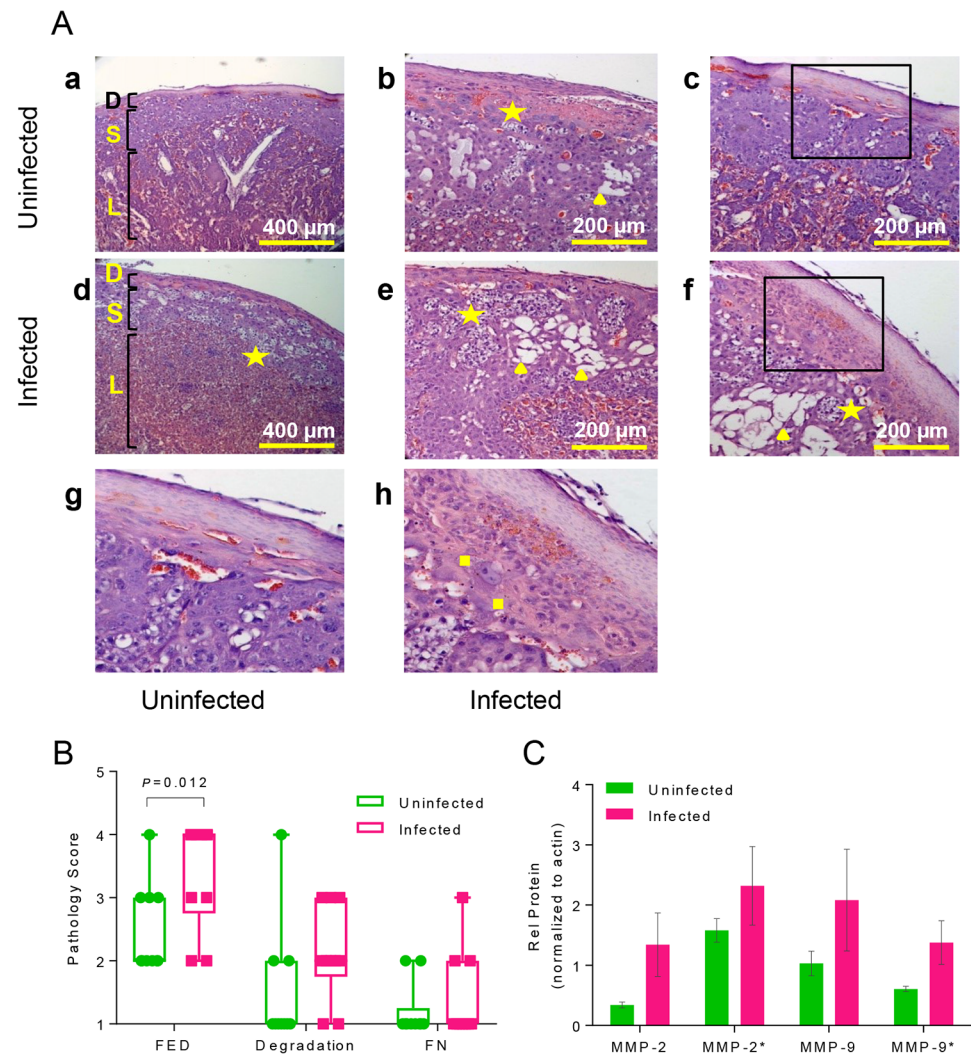 A
a
b
c
D
S
L
400 µm
200 µm
200 µm
Uninfected
d
e
f
D
S
L
400 µm
200 µm
200 µm
Infected
g
h
Uninfected
Infected
B
5
4
3
2
1
Pathology Score
P=0.012
Uninfected
Infected
FED
Degradation
FN
C
4
3
2
1
0
Rel Protein
(normalized to actin)
Uninfected
Infected
MMP-2
MMP-2*
MMP-9
MMP-9*